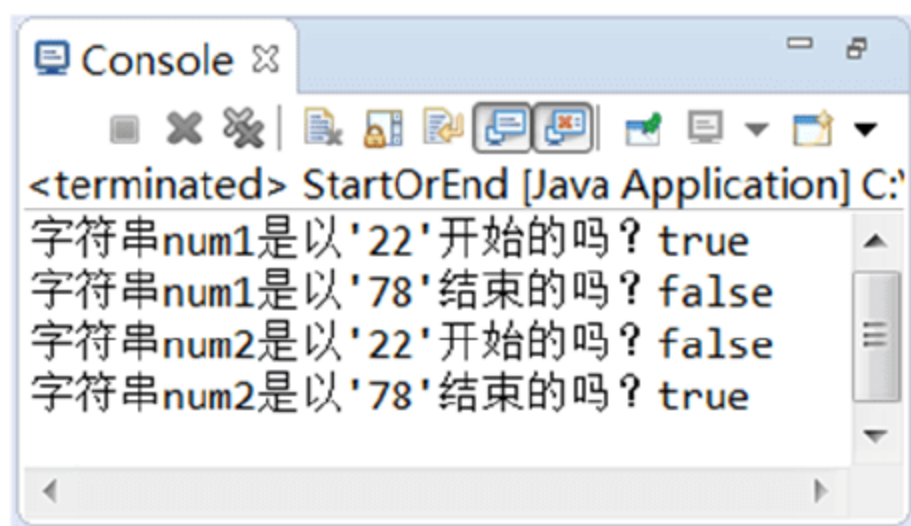 Console
<terminated> StartOrEnd [Java Application] C:\
字符串num1是以'22'开始的吗？true
字符串num1是以'78'结束的吗？false
字符串num2是以'22'开始的吗？false
字符串num2是以'78'结束的吗？true